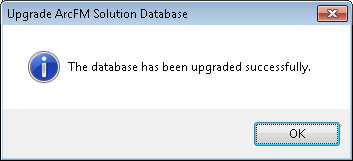 Upgrade ArcFM Solution Database
The database has been upgraded successfully.
OK